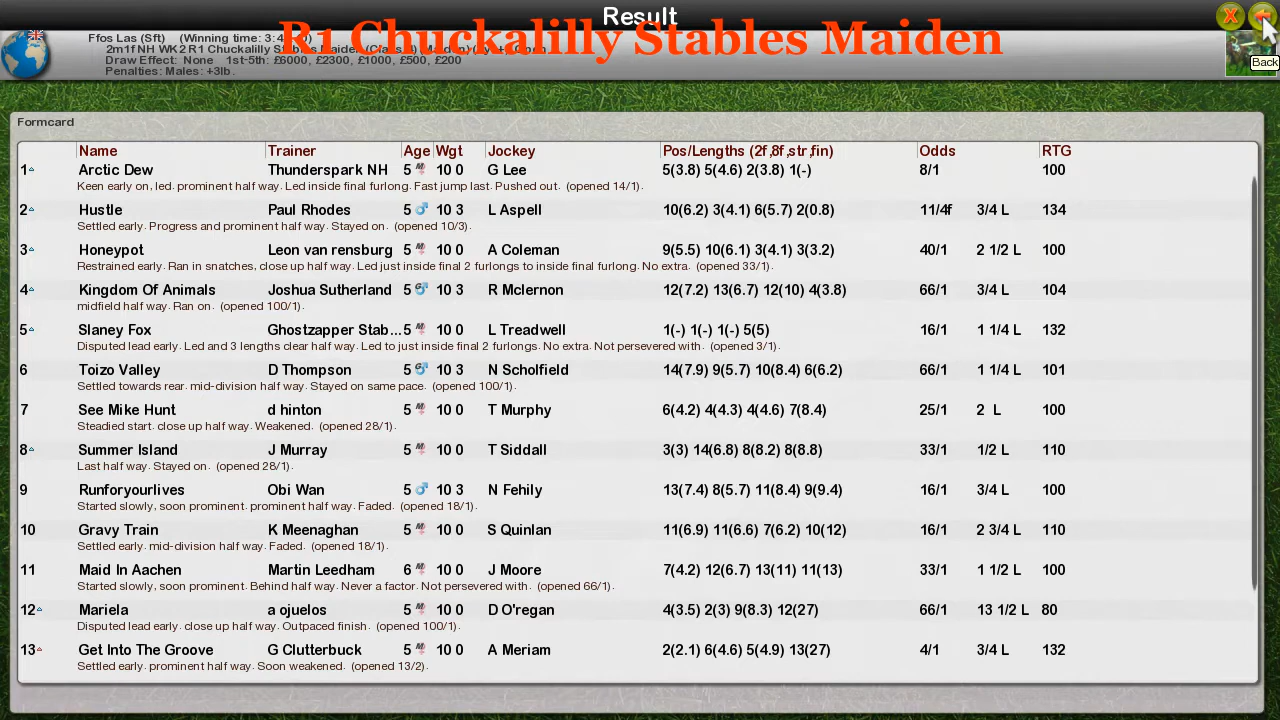 Result
R1 Chuckalilly Stables Maiden
Ffos Las (Sft) (Winning time: 3:4
2m1f NH WK2 R1 Chuckalilly Stables Maiden
Draw Effect: None 1st-5th: £6000, £2300, £1000, £500, £200
Penalties: Males: +3lb.
Back
Formcard
Name Trainer Age Wgt Jockey Pos/Lengths (2f,8f,str,fin) Odds RTG
1 Arctic Dew Thunderspark NH 5 10 0 G Lee 5(3.8) 5(4.6) 2(3.8) 1(-) 8/1 100
Keen early on, led. prominent half way. Led inside final furlong. Fast jump last. Pushed out. (opened 14/1).
2 Hustle Paul Rhodes 5 10 3 L Aspell 10(6.2) 3(4.1) 6(5.7) 2(0.8) 11/4f 3/4 L 134
Settled early. Progress and prominent half way. Stayed on. (opened 10/3).
3 Honeypot Leon van rensburg 5 10 0 A Coleman 9(5.5) 10(6.1) 3(4.1) 3(3.2) 40/1 2 1/2 L 100
Restrained early. Ran in snatches, close up half way. Led just inside final 2 furlongs to inside final furlong. No extra. (opened 33/1).
4 Kingdom Of Animals Joshua Sutherland 5 10 3 R Mclernon 12(7.2) 13(6.7) 12(10) 4(3.8) 66/1 3/4 L 104
midfield half way. Ran on. (opened 100/1).
5 Slaney Fox Ghostzapper Stab... 5 10 0 L Treadwell 1(-) 1(-) 1(-) 5(5) 16/1 1 1/4 L 132
Disputed lead early. Led and 3 lengths clear half way. Led to just inside final 2 furlongs. No extra. Not persevered with. (opened 3/1).
6 Toizo Valley D Thompson 5 10 3 N Scholfield 14(7.9) 9(5.7) 10(8.4) 6(6.2) 66/1 1 1/4 L 101
Settled towards rear. mid-division half way. Stayed on same pace. (opened 100/1).
7 See Mike Hunt d hinton 5 10 0 T Murphy 6(4.2) 4(4.3) 4(4.6) 7(8.4) 25/1 2 L 100
Steadied start. close up half way. Weakened. (opened 28/1).
8 Summer Island J Murray 5 10 0 T Siddall 3(3) 14(6.8) 8(8.2) 8(8.8) 33/1 1/2 L 110
Last half way. Stayed on. (opened 28/1).
9 Runforyourlives Obi Wan 5 10 3 N Fehily 13(7.4) 8(5.7) 11(8.4) 9(9.4) 16/1 3/4 L 100
Started slowly, soon prominent. prominent half way. Faded. (opened 18/1).
10 Gravy Train K Meenaghan 5 10 0 S Quinlan 11(6.9) 11(6.6) 7(6.2) 10(12) 16/1 2 3/4 L 110
Settled early. mid-division half way. Faded. (opened 18/1).
11 Maid In Aachen Martin Leedham 6 10 0 J Moore 7(4.2) 12(6.7) 13(11) 11(13) 33/1 1 1/2 L 100
Started slowly, soon prominent. Behind half way. Never a factor. Not persevered with. (opened 66/1).
12 Mariela a ojuelos 5 10 0 D O'regan 4(3.5) 2(3) 9(8.3) 12(27) 66/1 13 1/2 L 80
Disputed lead early. close up half way. Outpaced finish. (opened 100/1).
13 Get Into The Groove G Clutterbuck 5 10 0 A Meriam 2(2.1) 6(4.6) 5(4.9) 13(27) 4/1 3/4 L 132
Settled early. prominent half way. Soon weakened. (opened 13/2).